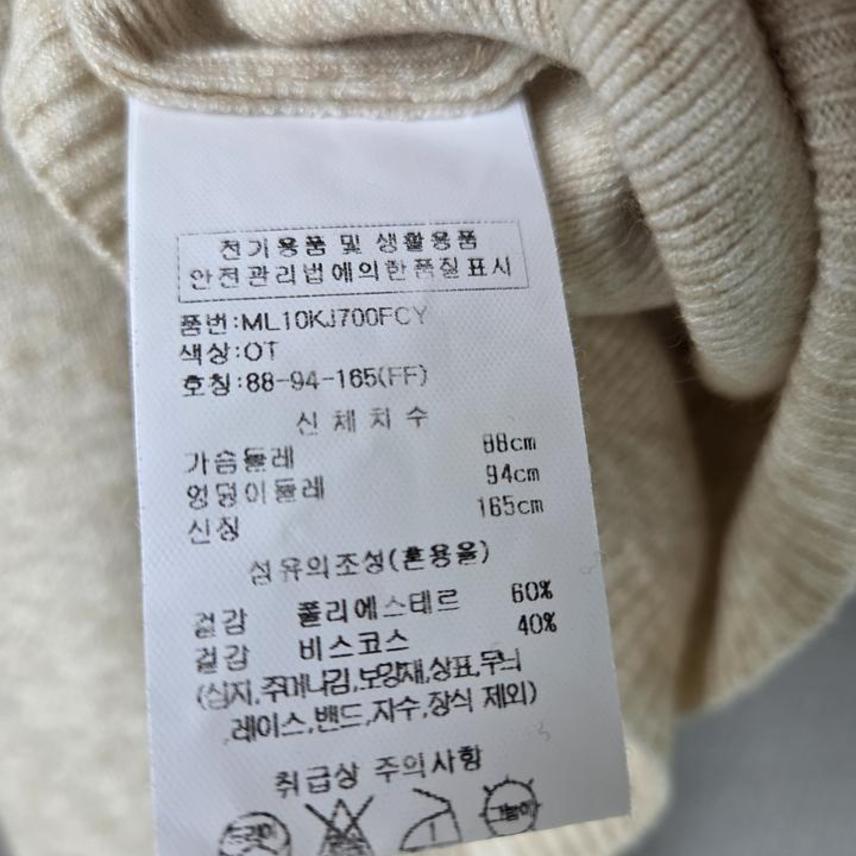 전기용품 및 생활용품
안전관리법에의한품질표시
품번:ML10KJ700FCY
색상:OT
호칭:88-94-165(FF)
신체치수
가슴둘레 88cm
엉덩이둘레 94cm
신장 165cm
섬유의조성(혼용율)
겉감 폴리에스테르 60%
겉감 비스코스 40%
(심지,주머니감,보강재,상표,무늬
,레이스,밴드,자수,장식 제외)
취급상 주의사항
드라이